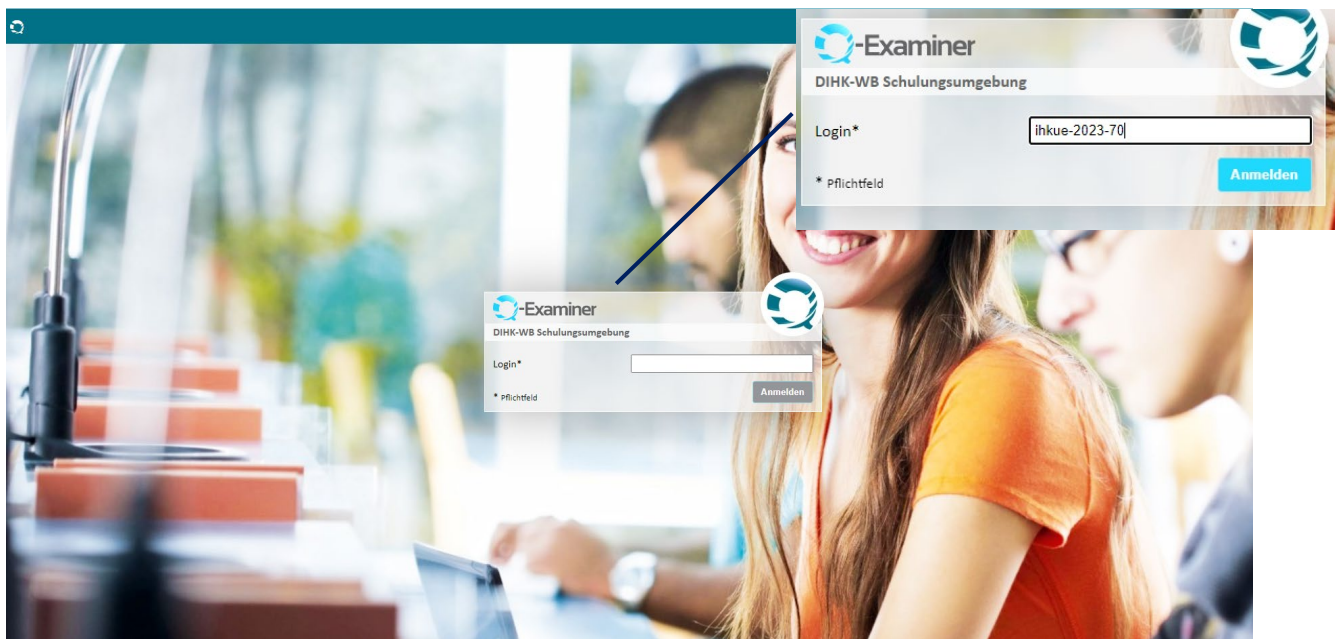 Q-Examiner
DIHK-WB Schulungsumgebung
Login*
ihkue-2023-70
* Pflichtfeld
Anmelden
Q-Examiner
DIHK-WB Schulungsumgebung
Login*
* Pflichtfeld
Anmelden